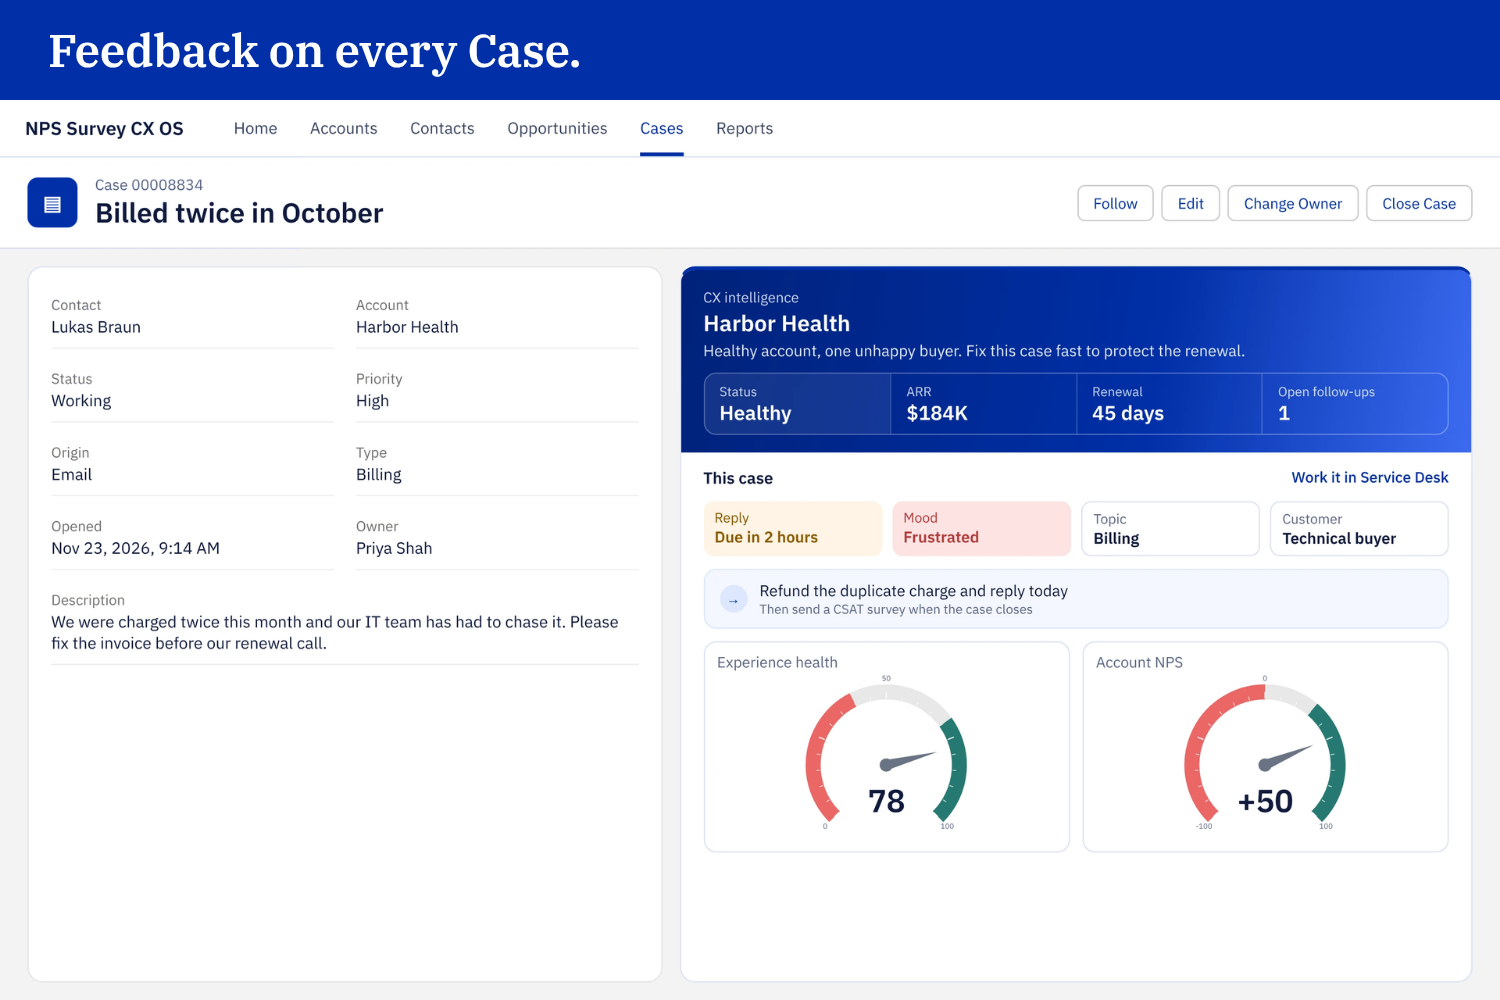 Feedback on every Case.
NPS Survey CX OS
Home
Accounts
Contacts
Opportunities
Cases
Reports
Case 00008834
Billed twice in October
Follow
Edit
Change Owner
Close Case
Contact
Lukas Braun
Account
Harbor Health
Status
Working
Priority
High
Origin
Email
Type
Billing
Opened
Nov 23, 2026, 9:14 AM
Owner
Priya Shah
Description
We were charged twice this month and our IT team has had to chase it. Please
fix the invoice before our renewal call.
CX intelligence
Harbor Health
Healthy account, one unhappy buyer. Fix this case fast to protect the renewal.
Status
Healthy
ARR
$184K
Renewal
45 days
Open follow-ups
1
This case
Work it in Service Desk
Reply
Due in 2 hours
Mood
Frustrated
Topic
Billing
Customer
Technical buyer
→
Refund the duplicate charge and reply today
Then send a CSAT survey when the case closes
Experience health
50
78
0
100
Account NPS
0
+50
-100
100